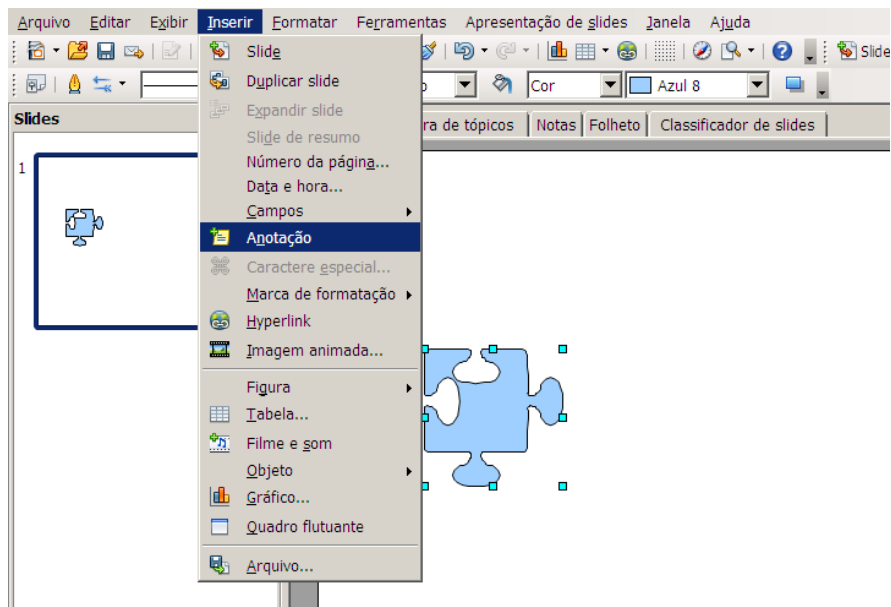 Arquivo Editar Exibir Inserir Formatar Ferramentas Apresentação de slides Janela Ajuda
Slide
Cor Azul 8
Slides
ra de tópicos Notas Folheto Classificador de slides
1
Slide
Duplicar slide
Expandir slide
Slide de resumo
Número da página...
Data e hora...
Campos
Anotação
Caractere especial...
Marca de formatação
Hyperlink
Imagem animada...
Figura
Tabela...
Filme e som
Objeto
Gráfico...
Quadro flutuante
Arquivo...